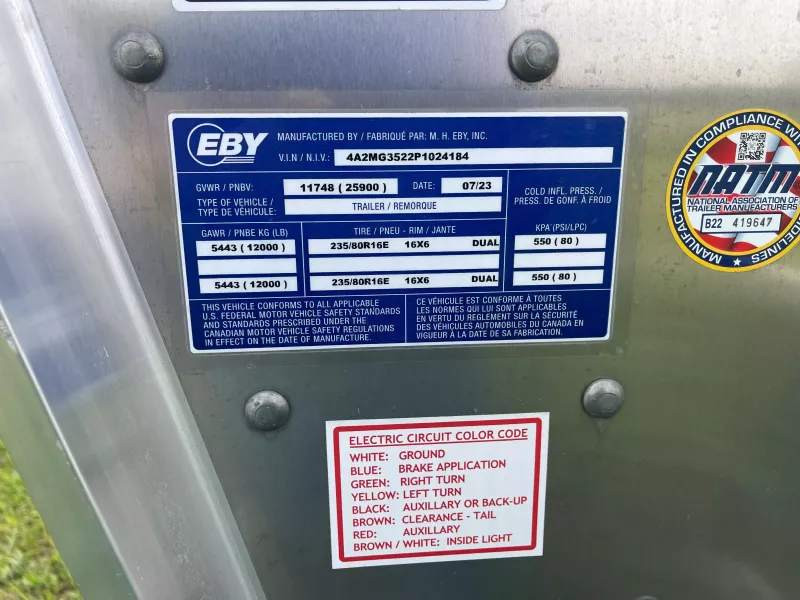 EBY
MANUFACTURED BY / FABRIQUÉ PAR: M. H. EBY, INC.
V.I.N / N.I.V.: 4A2MG3522P1024184
GVWR / PNBV: 11748 ( 25900 ) DATE: 07/23
TYPE OF VEHICLE /
TYPE DE VÉHICULE: TRAILER / REMORQUE
COLD INFL. PRESS. /
PRESS. DE GONF. À FROID
GAWR / PNBE KG (LB) TIRE / PNEU - RIM / JANTE KPA (PSI/LPC)
5443 ( 12000 ) 235/80R16E 16X6 DUAL 550 ( 80 )
5443 ( 12000 ) 235/80R16E 16X6 DUAL 550 ( 80 )
THIS VEHICLE CONFORMS TO ALL APPLICABLE
U.S. FEDERAL MOTOR VEHICLE SAFETY STANDARDS
AND STANDARDS PRESCRIBED UNDER THE
CANADIAN MOTOR VEHICLE SAFETY REGULATIONS
IN EFFECT ON THE DATE OF MANUFACTURE.
CE VÉHICULE EST CONFORME À TOUTES
LES NORMES QUI LUI SONT APPLICABLES
EN VERTU DU RÈGLEMENT SUR LA SÉCURITÉ
DES VÉHICULES AUTOMOBILES DU CANADA EN
VIGUEUR À LA DATE DE SA FABRICATION.
MANUFACTURED IN COMPLIANCE WITH
NATM
NATIONAL ASSOCIATION OF
TRAILER MANUFACTURERS
B22 419647
ELECTRIC CIRCUIT COLOR CODE
WHITE: GROUND
BLUE: BRAKE APPLICATION
GREEN: RIGHT TURN
YELLOW: LEFT TURN
BLACK: AUXILLARY OR BACK-UP
BROWN: CLEARANCE - TAIL
RED: AUXILLARY
BROWN / WHITE: INSIDE LIGHT